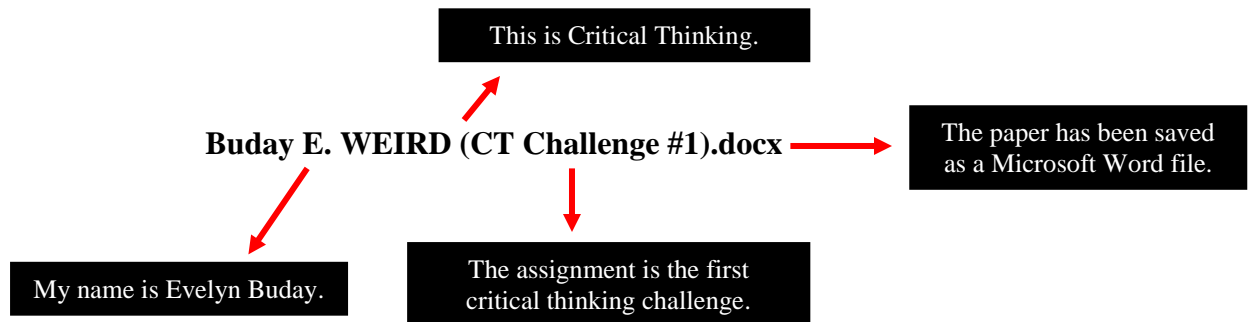 This is Critical Thinking.
Buday E. WEIRD (CT Challenge #1).docx
The paper has been saved
as a Microsoft Word file.
My name is Evelyn Buday.
The assignment is the first
critical thinking challenge.